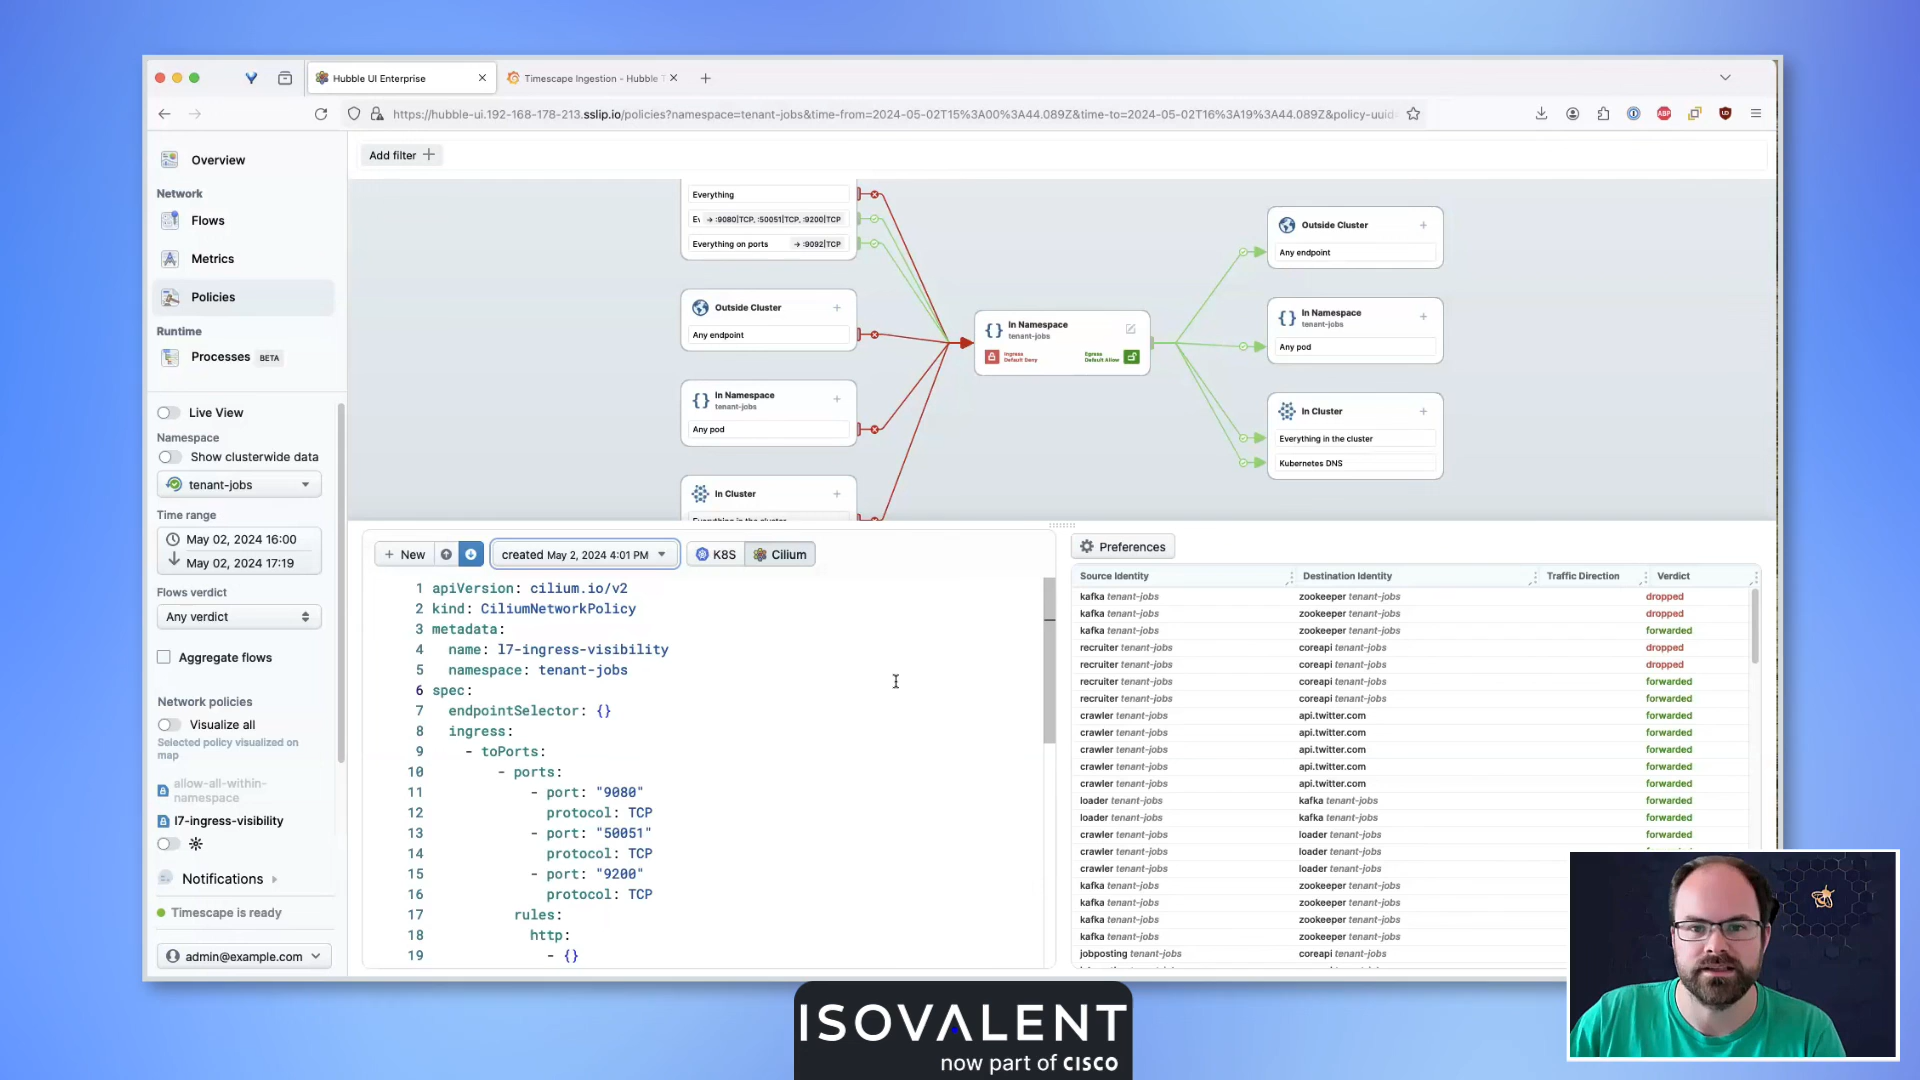 Hubble UI Enterprise
Timescape Ingestion - Hubble T
https://hubble-ui.192-168-178-213.sslip.io/policies?namespace=tenant-jobs&time-from=2024-05-02T15%3A00%3A44.089Z&time-to=2024-05-02T16%3A19%3A44.089Z&policy-uuid
Overview
Network
Flows
Metrics
Policies
Runtime
Processes BETA
Live View
Namespace
Show clusterwide data
tenant-jobs
Time range
May 02, 2024 16:00
May 02, 2024 17:19
Flows verdict
Any verdict
Aggregate flows
Network policies
Visualize all
Selected policy visualized on
map
allow-all-within-
namespace
l7-ingress-visibility
Notifications
Timescape is ready
admin@example.com
Add filter
Everything
→ :9080|TCP, :50051|TCP, :9200|TCP
Everything on ports → :9092|TCP
Outside Cluster
Any endpoint
In Namespace
tenant-jobs
Any pod
In Cluster
Everything in the cluster
In Namespace
tenant-jobs
Ingress
Default Deny
Egress
Default Allow
Outside Cluster
Any endpoint
In Namespace
tenant-jobs
Any pod
In Cluster
Everything in the cluster
Kubernetes DNS
New
created May 2, 2024 4:01 PM
K8S
Cilium
1 apiVersion: cilium.io/v2
2 kind: CiliumNetworkPolicy
3 metadata:
4 name: l7-ingress-visibility
5 namespace: tenant-jobs
6 spec:
7 endpointSelector: {}
8 ingress:
9 - toPorts:
10 - ports:
11 - port: "9080"
12 protocol: TCP
13 - port: "50051"
14 protocol: TCP
15 - port: "9200"
16 protocol: TCP
17 rules:
18 http:
19 - {}
Preferences
Source Identity Destination Identity Traffic Direction Verdict
kafka tenant-jobs zookeeper tenant-jobs dropped
kafka tenant-jobs zookeeper tenant-jobs dropped
kafka tenant-jobs zookeeper tenant-jobs forwarded
recruiter tenant-jobs coreapi tenant-jobs dropped
recruiter tenant-jobs coreapi tenant-jobs dropped
recruiter tenant-jobs coreapi tenant-jobs forwarded
recruiter tenant-jobs coreapi tenant-jobs forwarded
crawler tenant-jobs api.twitter.com forwarded
crawler tenant-jobs api.twitter.com forwarded
crawler tenant-jobs api.twitter.com forwarded
crawler tenant-jobs api.twitter.com forwarded
crawler tenant-jobs api.twitter.com forwarded
loader tenant-jobs kafka tenant-jobs forwarded
loader tenant-jobs kafka tenant-jobs forwarded
crawler tenant-jobs loader tenant-jobs forwarded
crawler tenant-jobs loader tenant-jobs
crawler tenant-jobs loader tenant-jobs
kafka tenant-jobs zookeeper tenant-jobs
kafka tenant-jobs zookeeper tenant-jobs
kafka tenant-jobs zookeeper tenant-jobs
kafka tenant-jobs zookeeper tenant-jobs
jobposting tenant-jobs coreapi tenant-jobs
ISOVALENT
now part of CISCO